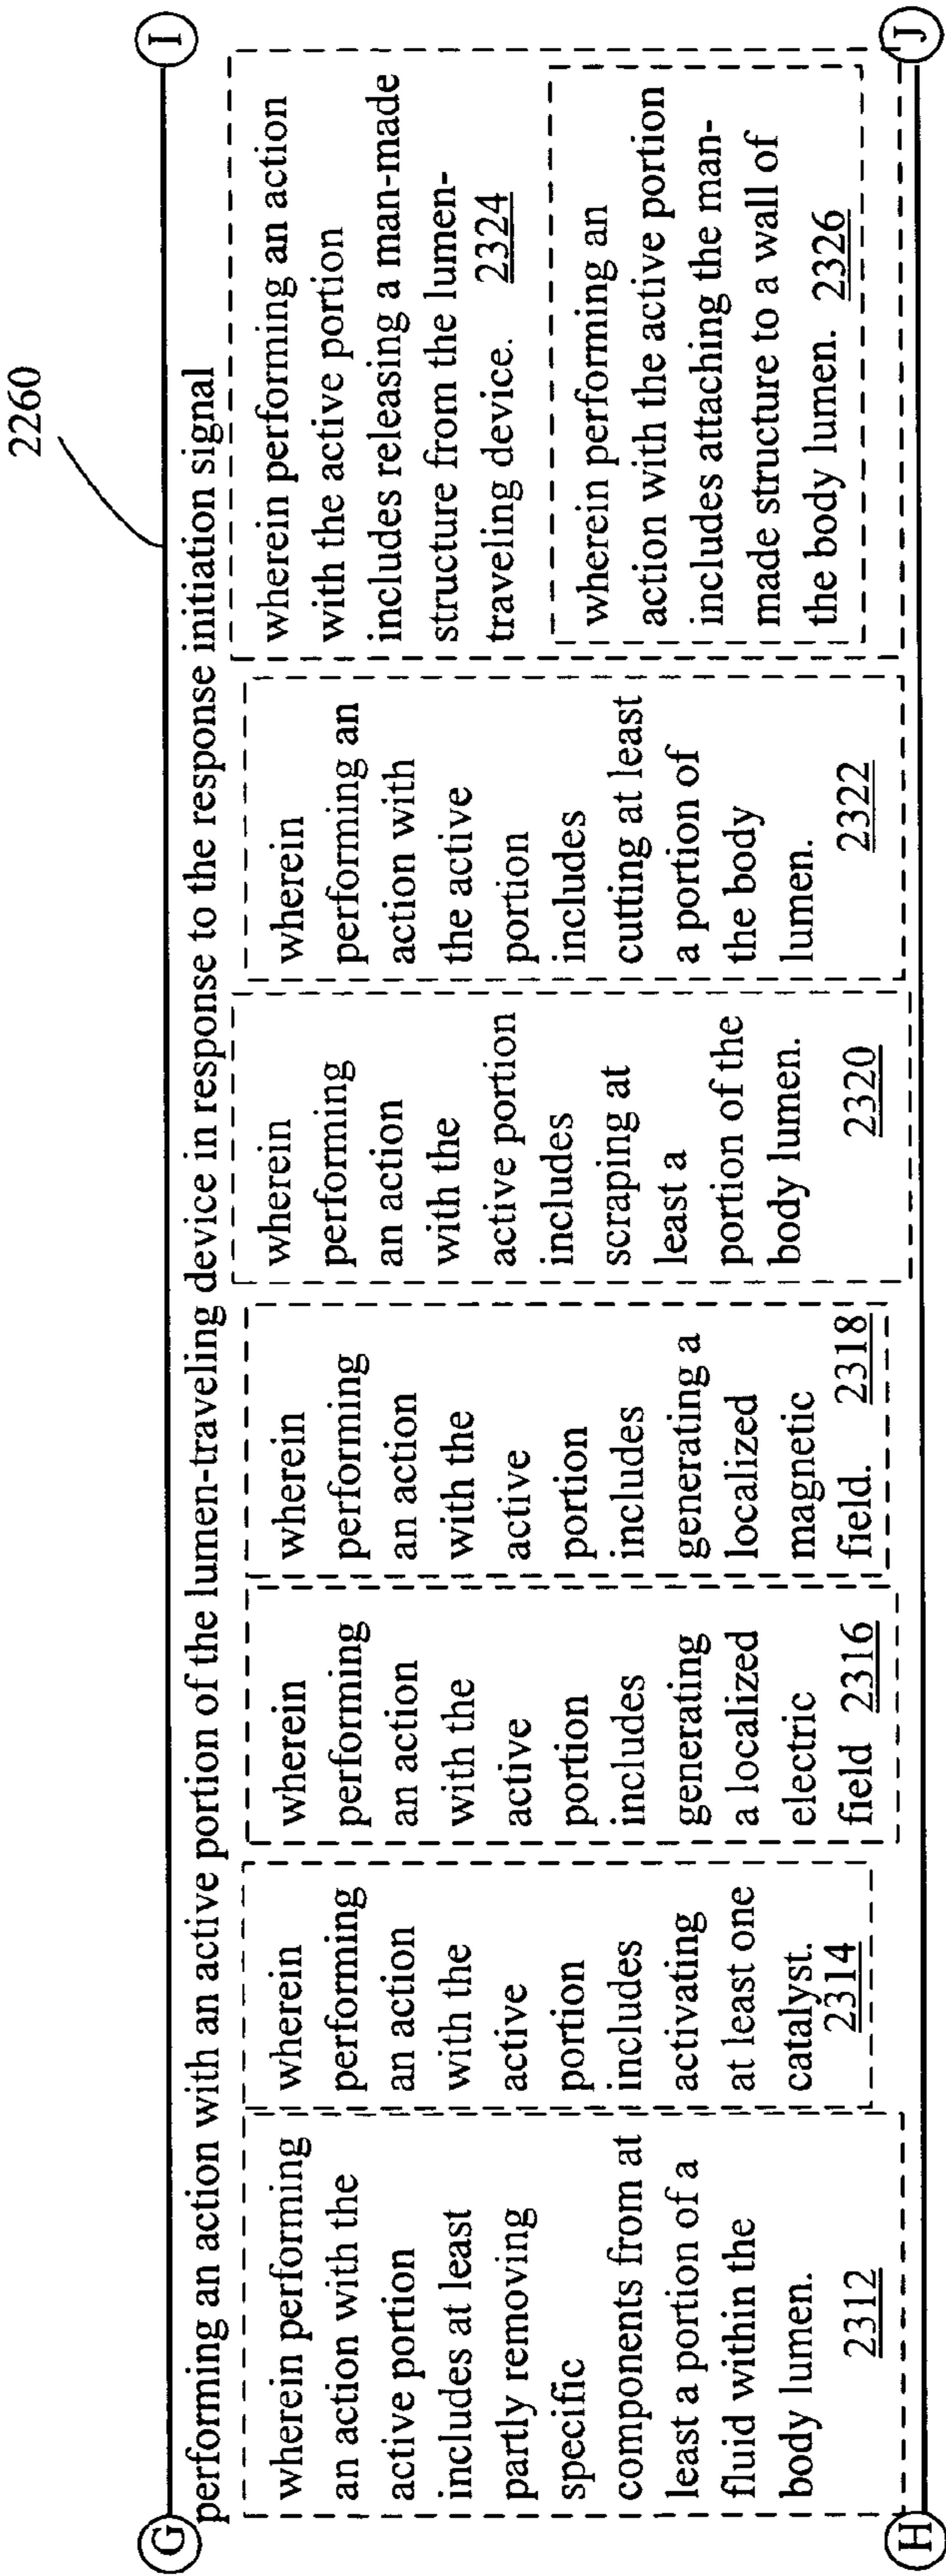 2260
G
I
performing an action with an active portion of the lumen-traveling device in response to the response initiation signal
wherein performing
an action with the
active portion
includes at least
partly removing
specific
components from at
least a portion of a
fluid within the
body lumen.
2312
wherein
performing
an action
with the
active
portion
includes
activating
at least one
catalyst.
2314
wherein
performing
an action
with the
active
portion
includes
generating
a localized
electric
field 2316
wherein
performing
an action
with the
active
portion
includes
generating a
localized
magnetic
field. 2318
wherein
performing
an action
with the
active portion
includes
scraping at
least a
portion of the
body lumen.
2320
wherein
performing an
action with
the active
portion
includes
cutting at least
a portion of
the body
lumen.
2322
wherein performing an action
with the active portion
includes releasing a man-made
structure from the lumen-
traveling device. 2324
wherein performing an
action with the active portion
includes attaching the man-
made structure to a wall of
the body lumen. 2326
H
J